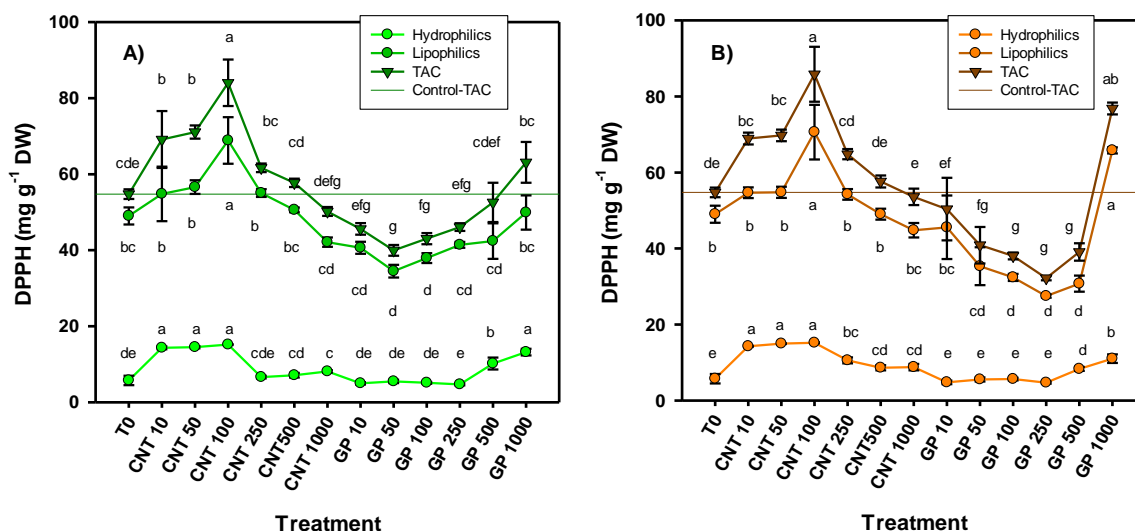 A)
Hydrophilics
Lipophilics
TAC
Control-TAC
DPPH (mg g-1 DW)
100
80
60
40
20
0
a
b b
bc bc
cde cd cdef
defg
efg efg
g fg
bc b b a b bc bc
cd cd d cd cd
d
de a a a cde cd c de de de e b a
T0 CNT 10 CNT 50 CNT 100 CNT 250 CNT500 CNT 1000 GP 10 GP 50 GP 100 GP 250 GP 500 GP 1000
Treatment
B)
Hydrophilics
Lipophilics
TAC
Control-TAC
DPPH (mg g-1 DW)
100
80
60
40
20
0
a ab
bc bc cd
de de e ef
fg g g g
b b b a b b bc bc a
cd d d d
e a a a bc cd cd e e e e d b
T0 CNT 10 CNT 50 CNT 100 CNT 250 CNT500 CNT 1000 GP 10 GP 50 GP 100 GP 250 GP 500 GP 1000
Treatment